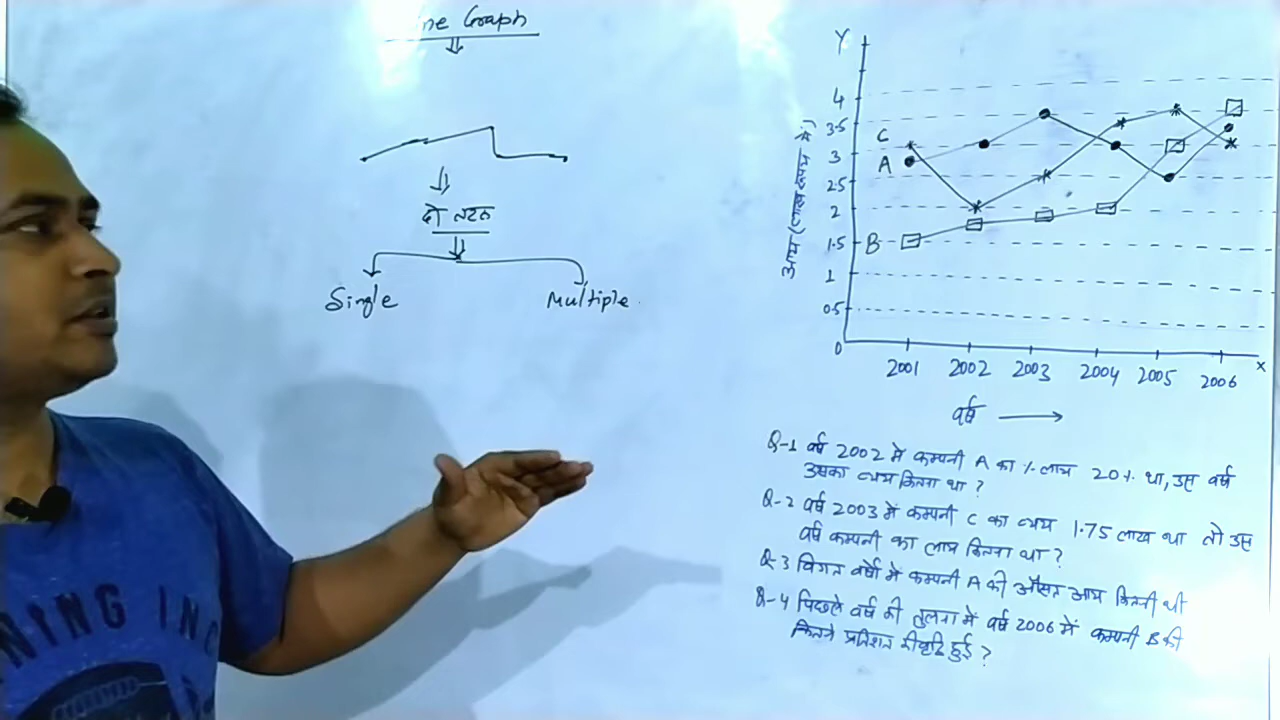 ne Graph
दो तरह
Single
Multiple
Y
4
3.5
3
2.5
2
1.5
1
0.5
0
C
A
B
2001 2002 2003 2004 2005 2006 x
वर्ष
Q-1 वर्ष 2002 में कम्पनी A का % लाभ 20% था, उस वर्ष
उसका व्यय कितना था ?
Q-2 वर्ष 2003 में कम्पनी C का व्यय 1.75 लाख था तो उस
वर्ष कम्पनी का लाभ कितना था ?
Q-3 विगत वर्षो में कम्पनी A की औसत आय कितनी थी
Q-4 पिछले वर्ष की तुलना में वर्ष 2006 में कम्पनी B की
कितने प्रतिशत की वृद्धि हुई ?
NING INC